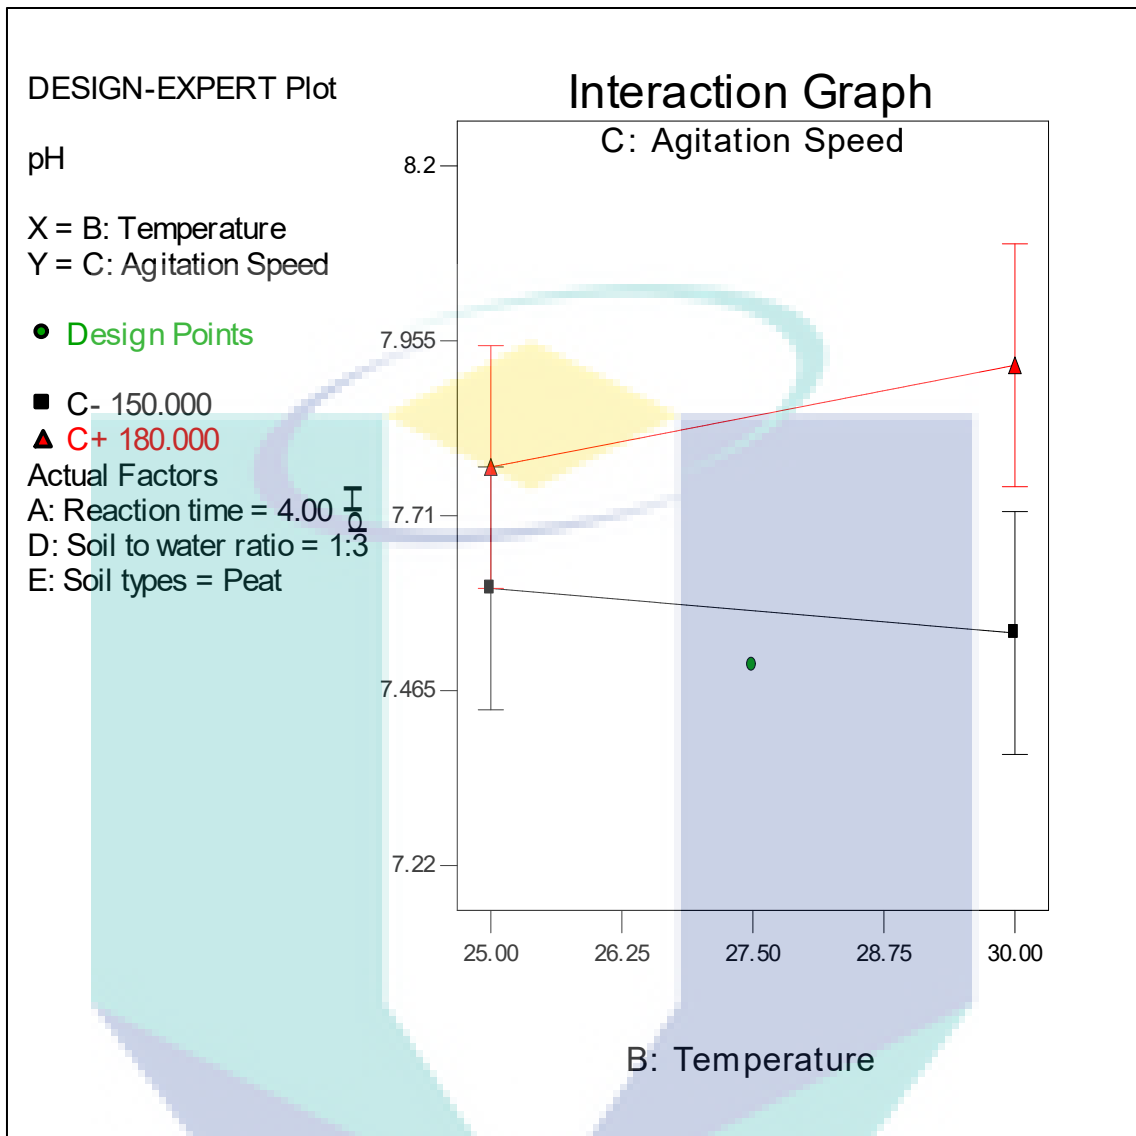 DESIGN-EXPERT Plot
pH
X = B: Temperature
Y = C: Agitation Speed
Design Points
C- 150.000
C+ 180.000
Actual Factors
A: Reaction time = 4.00
D: Soil to water ratio = 1:3
E: Soil types = Peat
Interaction Graph
C: Agitation Speed
pH
8.2
7.955
7.71
7.465
7.22
25.00 26.25 27.50 28.75 30.00
B: Temperature